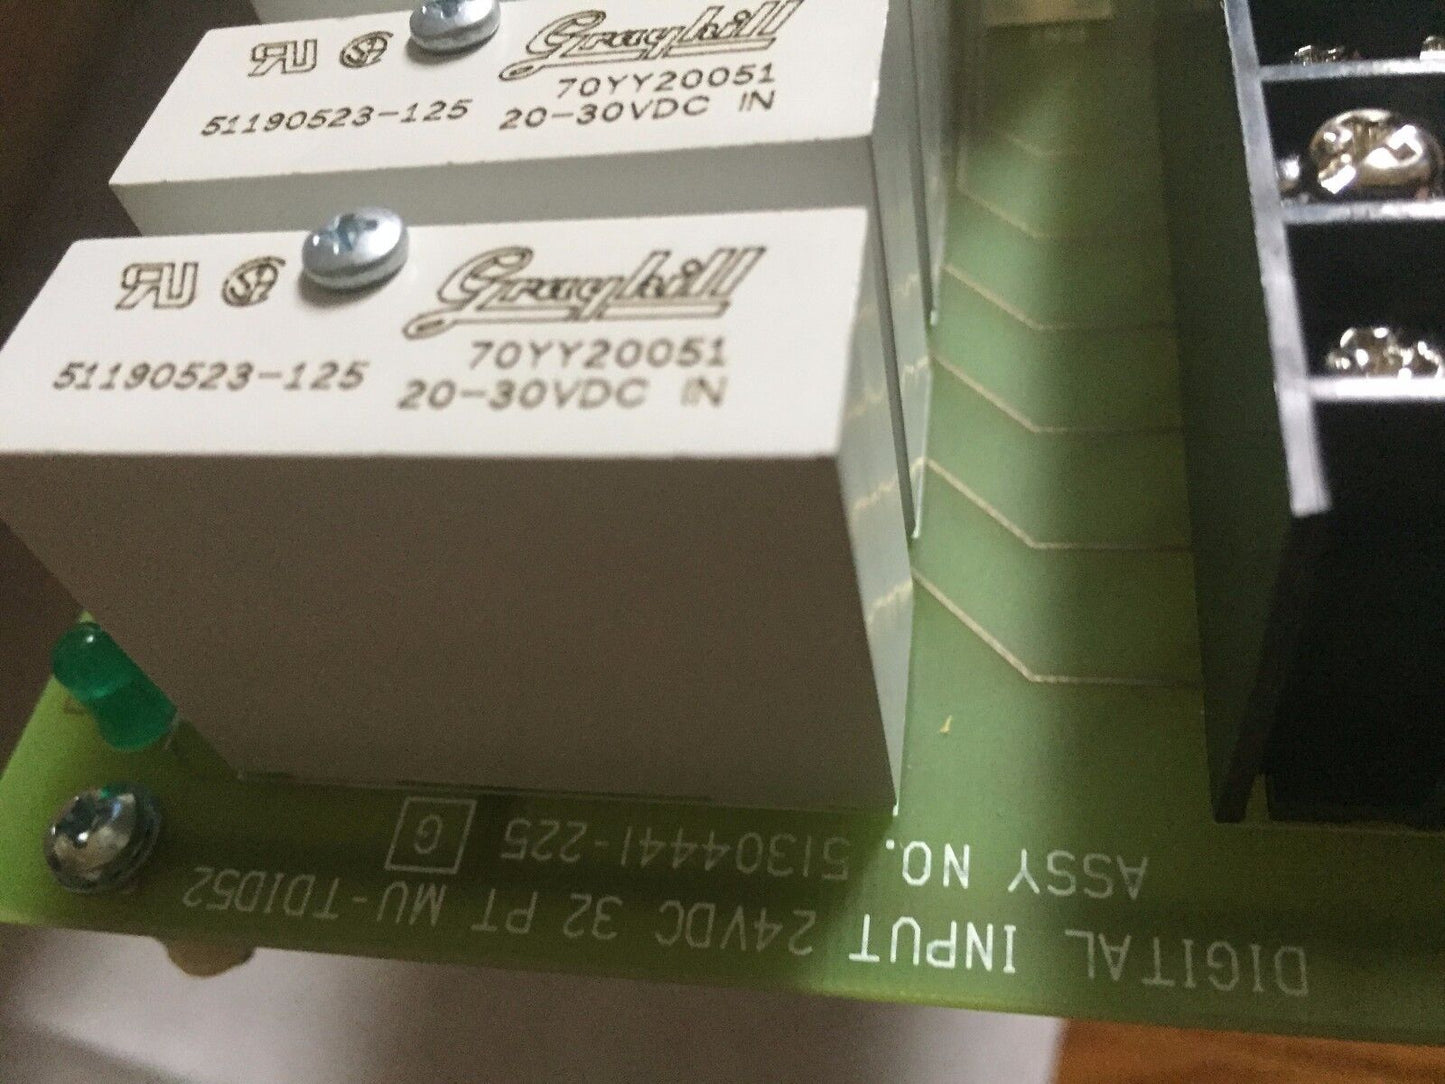 Grayhill
70YY20051
51190523-125
20-30VDC IN
Grayhill
70YY20051
51190523-125
20-30VDC IN
DIGITAL INPUT 24VDC 32 PT MU-TDID52
ASSY NO. 51304441-225 G